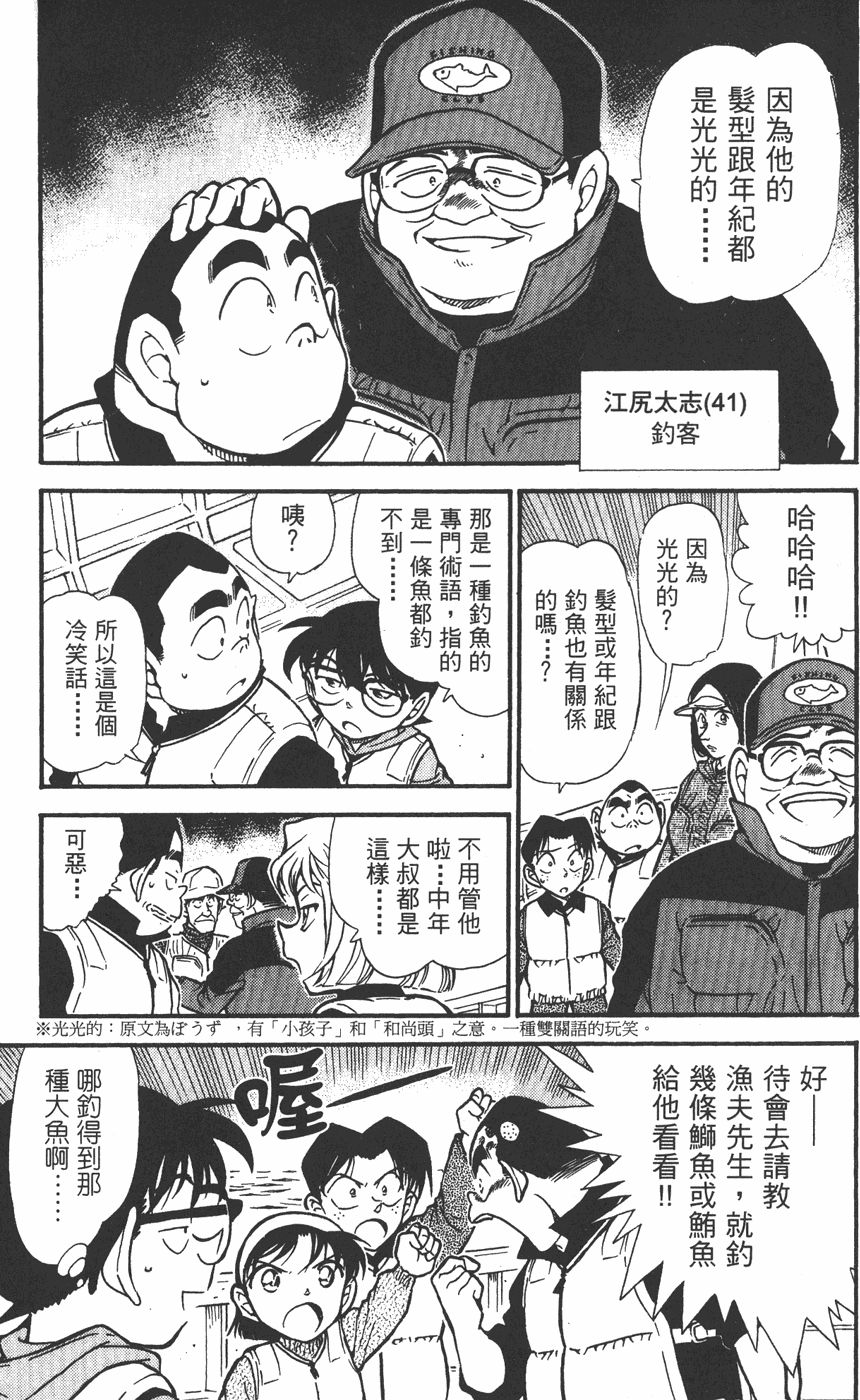 因為他的
髮型跟年紀都
是光光的……
FISHING
CLUB
江尻太志(41)
釣客
哈哈哈!!
因為
光光的？
髮型或年紀跟
釣魚也有關係
的嗎…？
FISHING
CLUB
那是一種釣魚的
專門術語，指的
是一條魚都釣
不到……
咦？
所以這是個
冷笑話……
不用管他
啦…中年
大叔都是
這樣……
可惡…
※光光的：原文為ぼうず ，有「小孩子」和「和尚頭」之意。一種雙關語的玩笑。
好—
待會去請教
漁夫先生，就釣
幾條鰤魚或鮪魚
給他看看!!
喔—
哪釣得到那
種大魚啊……